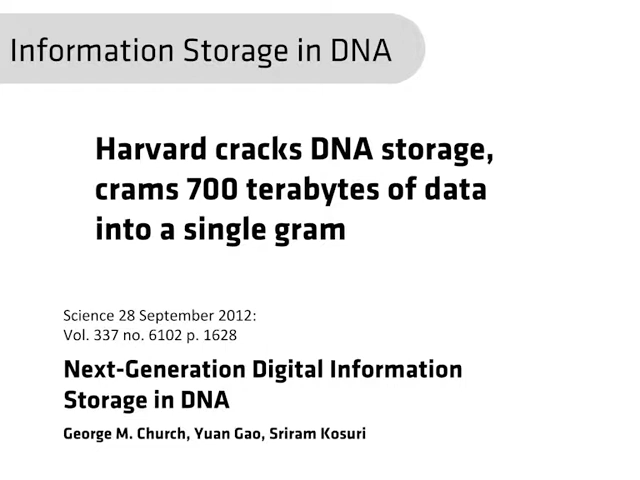 Information Storage in DNA
Harvard cracks DNA storage,
crams 700 terabytes of data
into a single gram
Science 28 September 2012:
Vol. 337 no. 6102 p. 1628
Next-Generation Digital Information
Storage in DNA
George M. Church, Yuan Gao, Sriram Kosuri